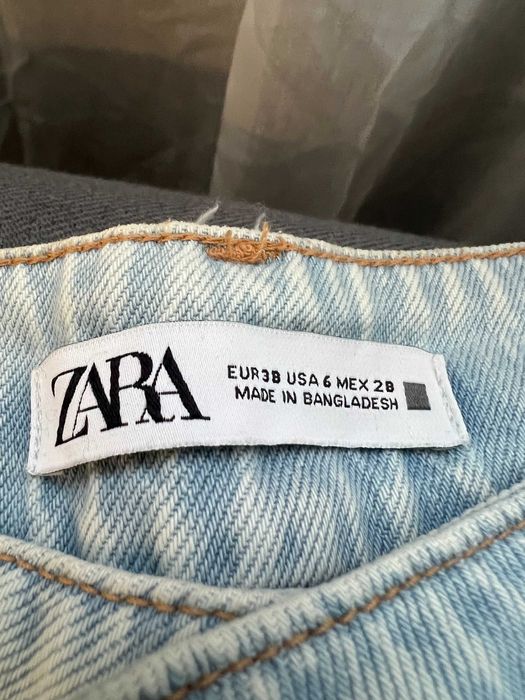 ZARA
EUR 38 USA 6 MEX 28
MADE IN BANGLADESH